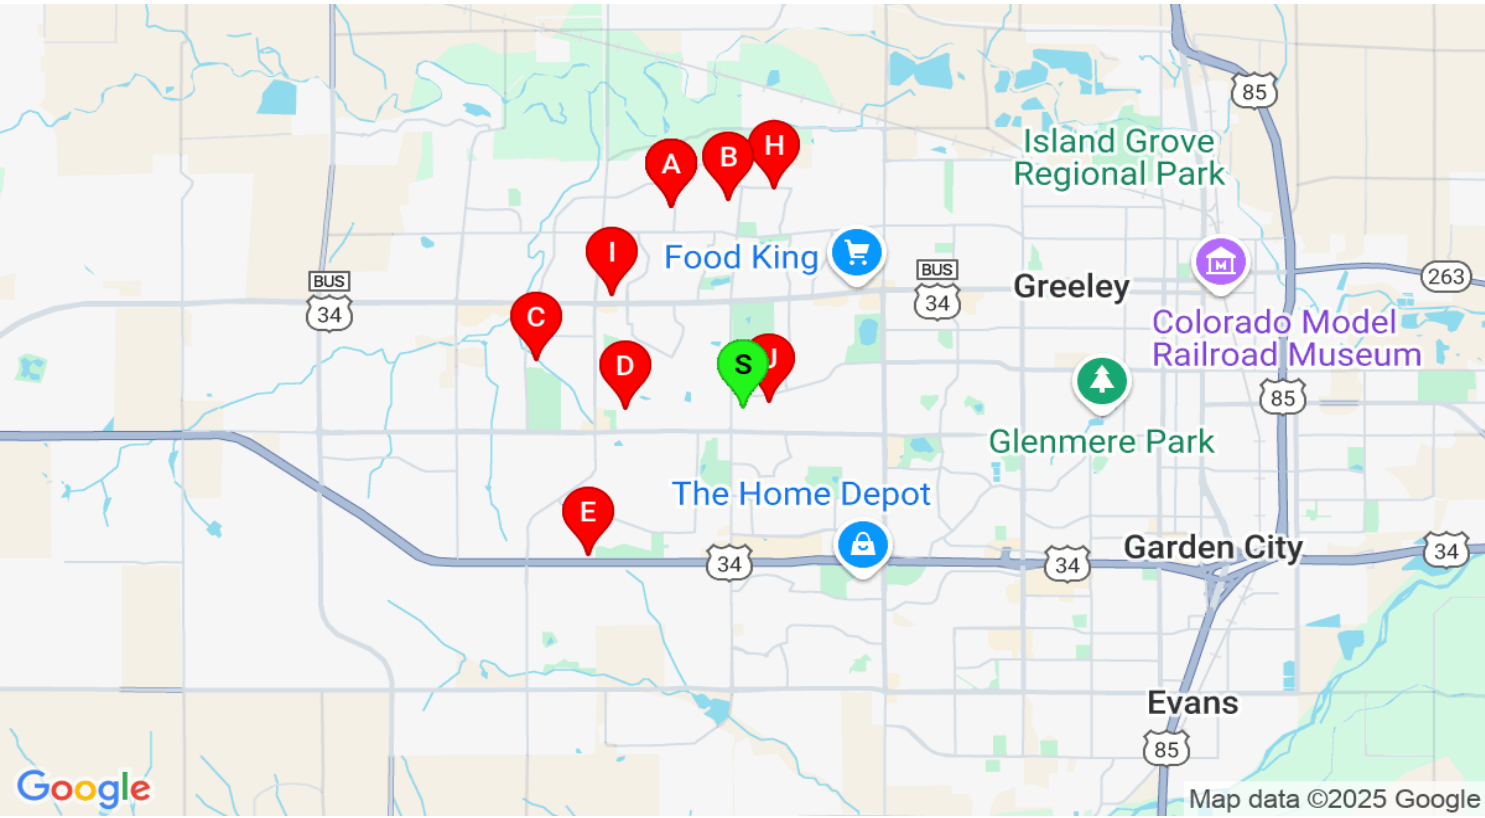 85
Island Grove
Regional Park
H
B
A
I
Food King
M
BUS
34
BUS
34
Greeley
263
C
Colorado Model
Railroad Museum
D
S
J
85
Glenmere Park
The Home Depot
E
34
34
Garden City
34
Evans
85
Google
Map data ©2025 Google